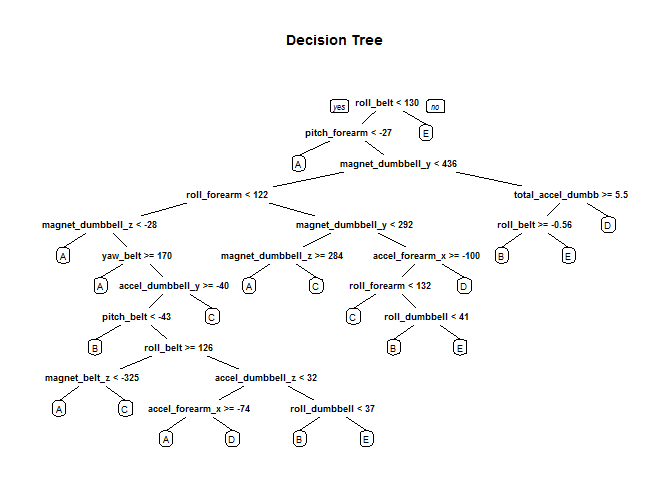 Decision Tree
yes roll_belt < 130 no
pitch_forearm < -27 E
A magnet_dumbbell_y < 436
roll_forearm < 122 total_accel_dumbb >= 5.5
magnet_dumbbell_z < -28 magnet_dumbbell_y < 292 roll_belt >= -0.56 D
A yaw_belt >= 170 magnet_dumbbell_z >= 284 accel_forearm_x >= -100 B E
A accel_dumbbell_y >= -40 A C roll_forearm < 132 D
pitch_belt < -43 C C roll_dumbbell < 41
B roll_belt >= 126 B E
magnet_belt_z < -325 accel_dumbbell_z < 32
A C accel_forearm_x >= -74 roll_dumbbell < 37
A D B E